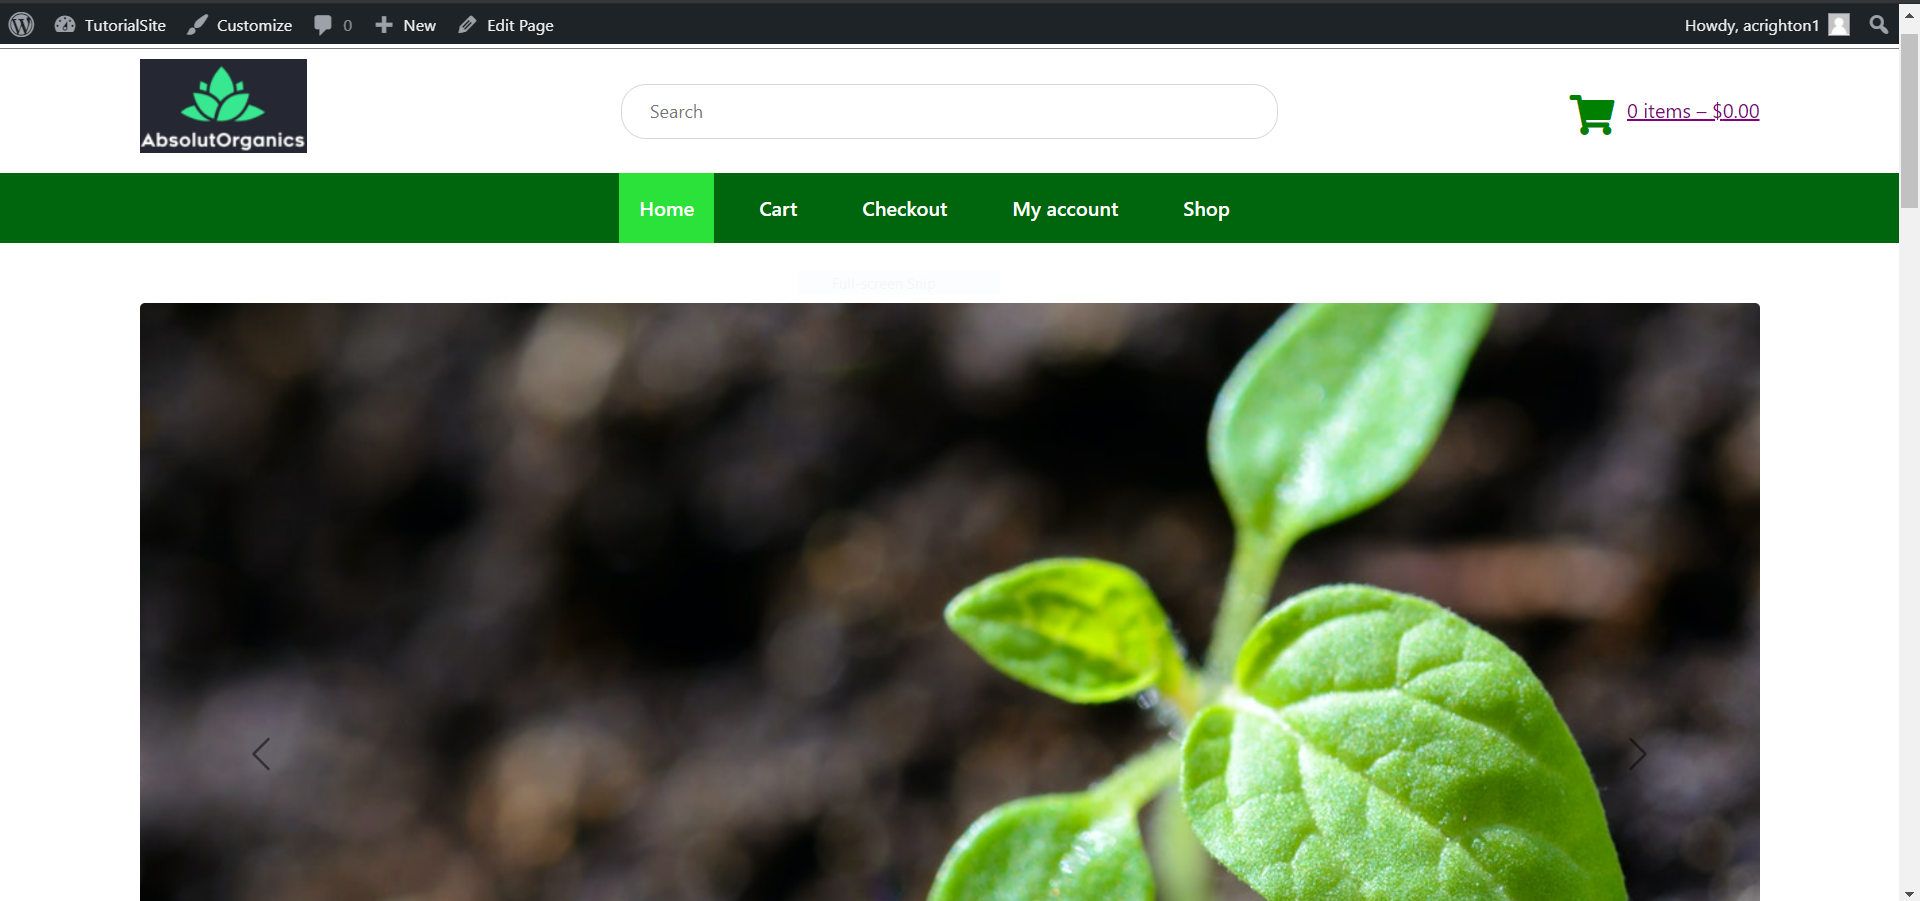 TutorialSite Customize 0 New Edit Page Howdy, acrighton1
AbsolutOrganics
Search
0 items – $0.00
Home Cart Checkout My account Shop
Full-screen Snip